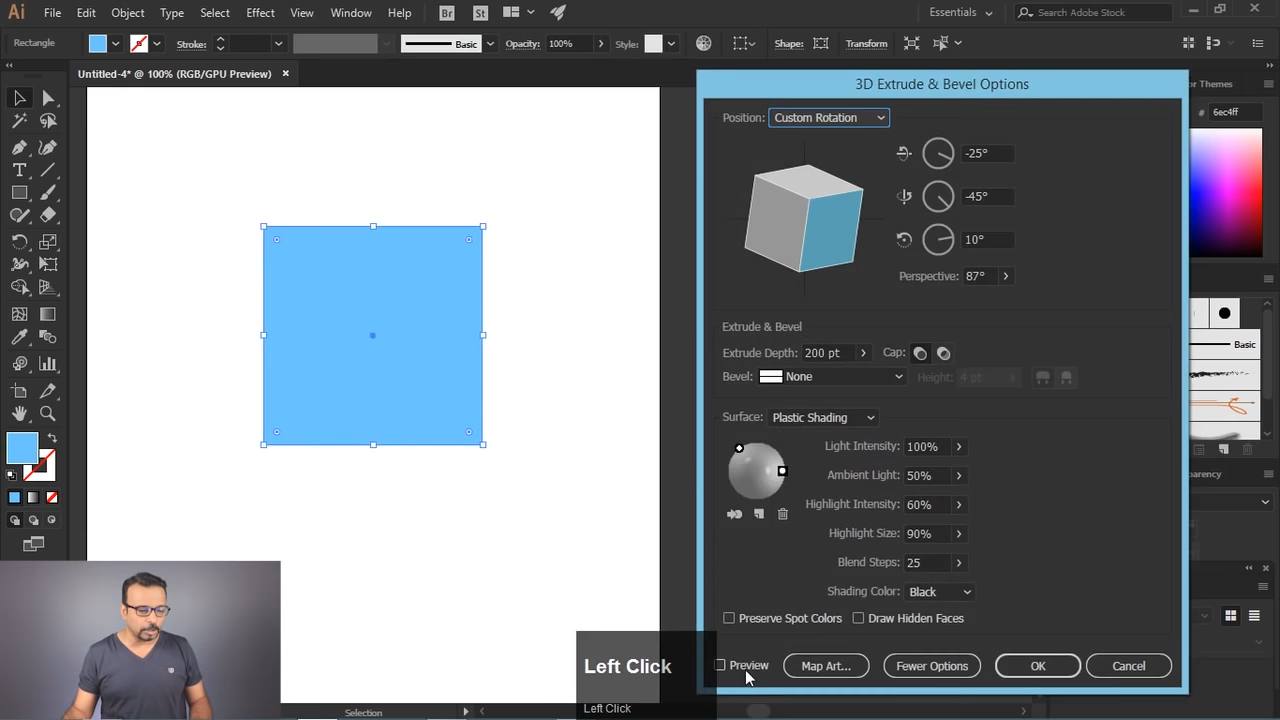 Ai File Edit Object Type Select Effect View Window Help Br St Essentials Search Adobe Stock
Rectangle Stroke: Basic Opacity: 100% Style: Shape: Transform
Untitled-4* @ 100% (RGB/GPU Preview) ×
3D Extrude & Bevel Options
or Themes
# 6ec4ff
Position: Custom Rotation
-25°
-45°
10°
Perspective: 87°
Extrude & Bevel
Extrude Depth: 200 pt Cap:
Bevel: None Height: 4 pt
Basic
Surface: Plastic Shading
Light Intensity: 100%
Ambient Light: 50%
parency
Highlight Intensity: 60%
Highlight Size: 90%
Blend Steps: 25
Shading Color: Black
Preserve Spot Colors Draw Hidden Faces
Preview Map Art... Fewer Options OK Cancel
Left Click
Left Click
Selection